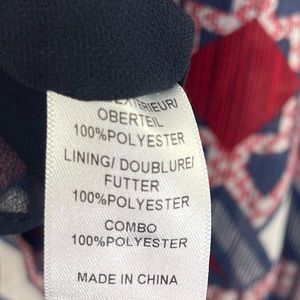 OBERTEIL
100%POLYESTER
LINING/ DOUBLURE/
FUTTER
100%POLYESTER
COMBO
100%POLYESTER
MADE IN CHINA